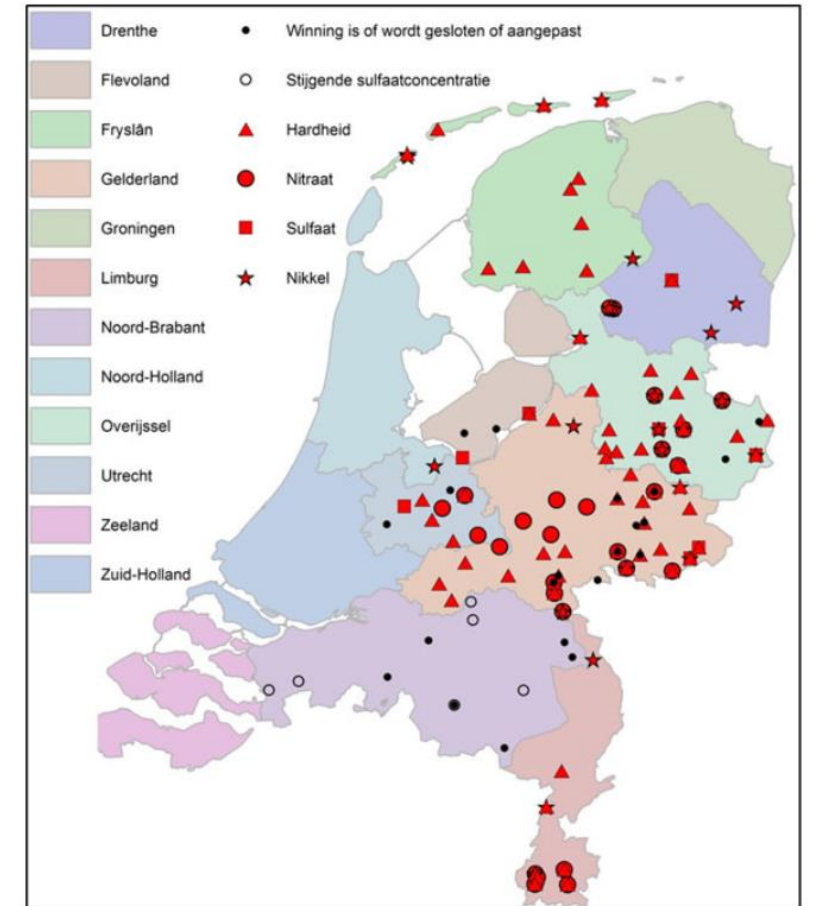 Drenthe
Flevoland
Fryslân
Gelderland
Groningen
Limburg
Noord-Brabant
Noord-Holland
Overijssel
Utrecht
Zeeland
Zuid-Holland
Winning is of wordt gesloten of aangepast
Stijgende sulfaatconcentratie
Hardheid
Nitraat
Sulfaat
Nikkel